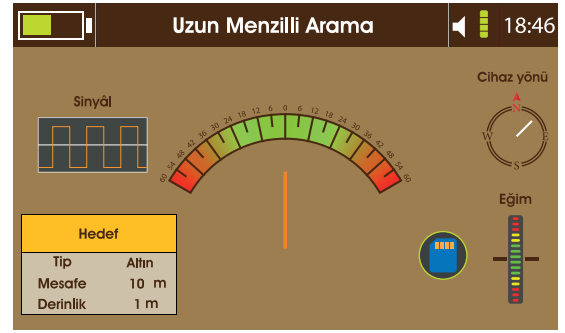 Uzun Menzilli Arama
18:46
Cihaz yönü
N
W
E
S
Sinyâl
60 54 48 42 36 30 24 18 12 6 0 6 12 18 24 30 36 42 48 54 60
Eğim
Hedef
Tip Altın
Mesafe 10 m
Derinlik 1 m